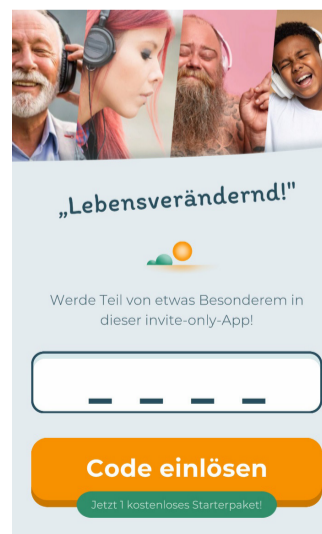 „Lebensverändernd!"
Werde Teil von etwas Besonderem in
dieser invite-only-App!
Code einlösen
Jetzt 1 kostenloses Starterpaket!